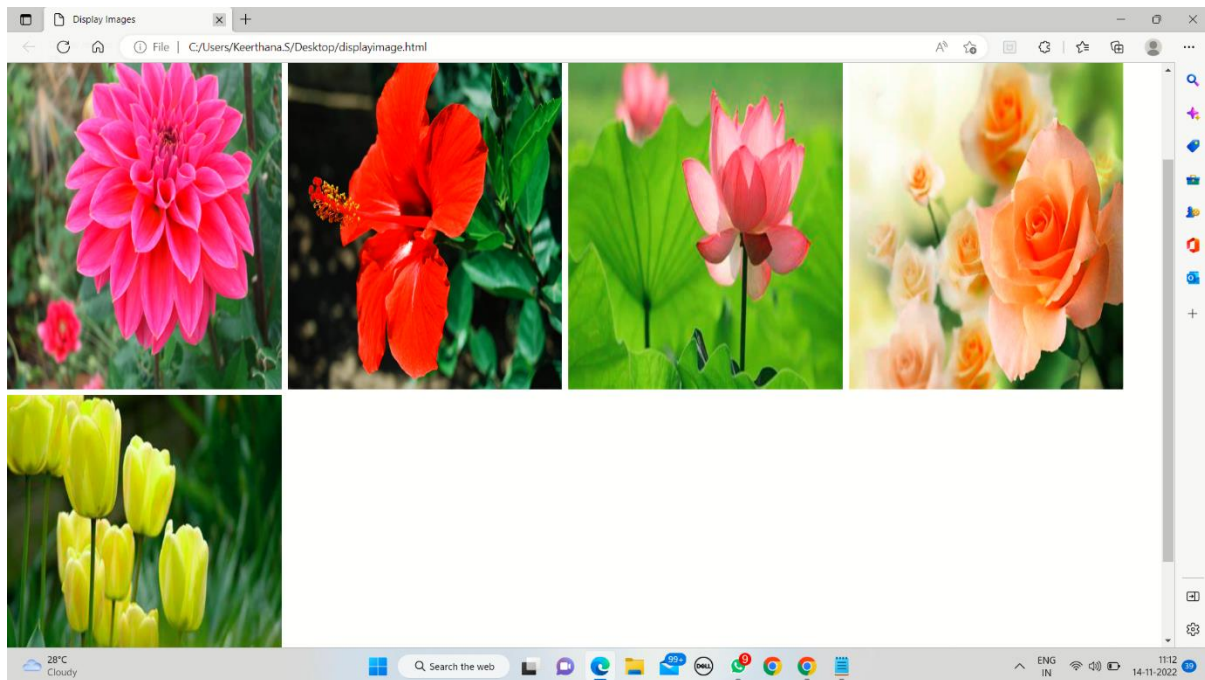 Display Images
File | C:/Users/Keerthana.S/Desktop/displayimage.html
28°C
Cloudy
Search the web
99+
DELL
9
ENG
IN
11:12
14-11-2022
39